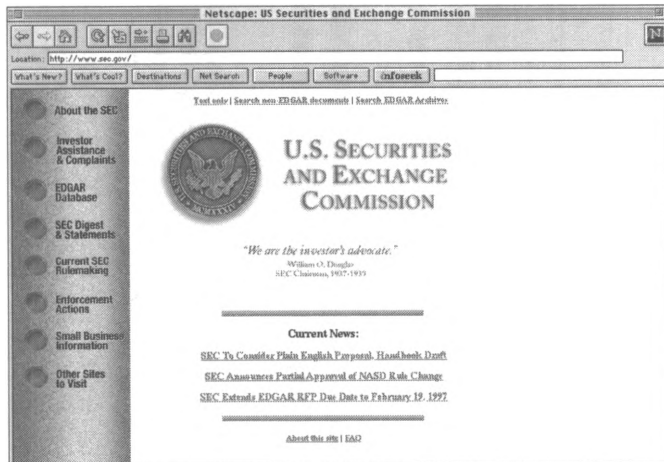 Netscape: US Securities and Exchange Commission
Location: http://www.sec.gov/
What's New? What's Cool? Destinations Net Search People Software infoseek
Text only | Search non EDGAR documents | Search EDGAR Archives
About the SEC
Investor
Assistance
& Complaints
EDGAR
Database
SEC Digest
& Statements
Current SEC
Rulemaking
Enforcement
Actions
Small Business
Information
Other Sites
to Visit
U.S. SECURITIES
AND EXCHANGE
COMMISSION
"We are the investor's advocate."
William O. Douglas
SEC Chairman, 1937-1939
Current News:
SEC To Consider Plain English Proposal, Handbook Draft
SEC Announces Partial Approval of NASD Rule Change
SEC Extends EDGAR RFP Due Date to February 19, 1997
About this site | FAQ